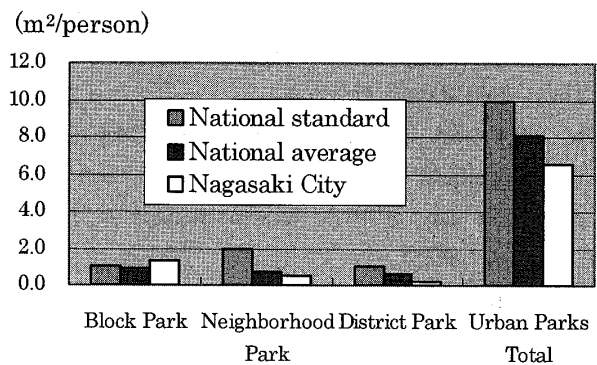 (m²/person)
12.0
10.0
8.0
6.0
4.0
2.0
0.0
National standard
National average
Nagasaki City
Block Park
Neighborhood Park
District Park
Urban Parks Total